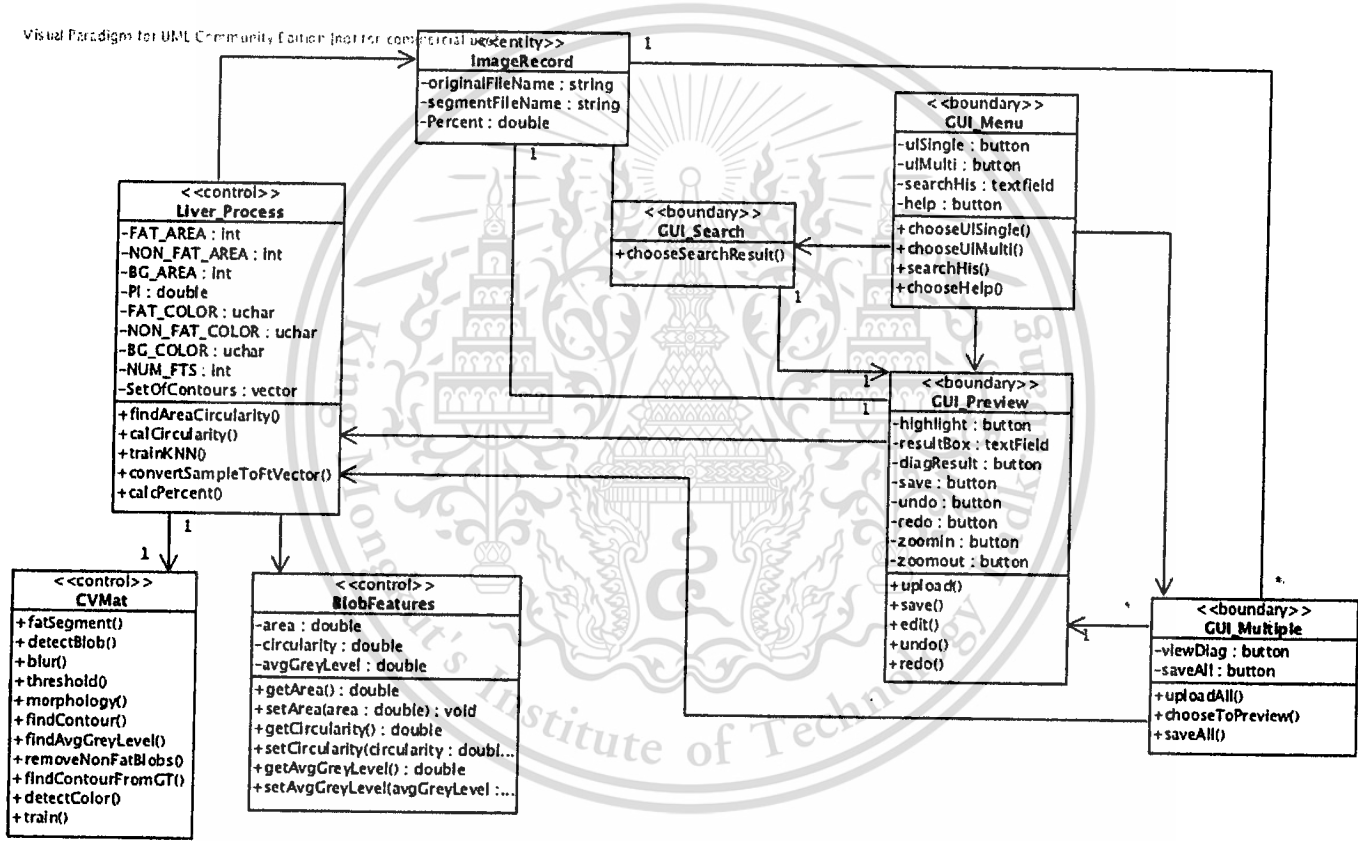 Visual Paradigm for UML Community Edition [not for commercial use]
<<entity>>
ImageRecord
-originalFileName : string
-segmentFileName : string
-Percent : double
1
1
<<boundary>>
GUI_Menu
-uiSingle : button
-uiMulti : button
-searchHis : textfield
-help : button
+chooseUISingle()
+chooseUIMulti()
+searchHis()
+chooseHelp()
<<control>>
Liver_Process
-FAT_AREA : int
-NON_FAT_AREA : int
-BG_AREA : int
-PI : double
-FAT_COLOR : uchar
-NON_FAT_COLOR : uchar
-BG_COLOR : uchar
-NUM_FTS : int
-SetOfContours : vector
+findAreaCircularity()
+calCircularity()
+trainKNN()
+convertSampleToFtVector()
+calcPercent()
1
1
<<boundary>>
GUI_Search
+chooseSearchResult()
1
1
1
<<boundary>>
GUI_Preview
-highlight : button
-resultBox : textField
-diagResult : button
-save : button
-undo : button
-redo : button
-zoomin : button
-zoomout : button
+upload()
+save()
+edit()
+undo()
+redo()
<<control>>
CVMat
+fatSegment()
+detectBlob()
+blur()
+threshold()
+morphology()
+findContour()
+findAvgGreyLevel()
+removeNonFatBlobs()
+findContourFromGT()
+detectColor()
+train()
<<control>>
BlobFeatures
-area : double
-circularity : double
-avgGreyLevel : double
+getArea() : double
+setArea(area : double) : void
+getCircularity() : double
+setCircularity(circularity : doubl...
+getAvgGreyLevel() : double
+setAvgGreyLevel(avgGreyLevel :...
*
*
1
<<boundary>>
GUI_Multiple
-viewDiag : button
-saveAll : button
+uploadAll()
+chooseToPreview()
+saveAll()
King Mongkut's Institute of Technology Ladkrabang